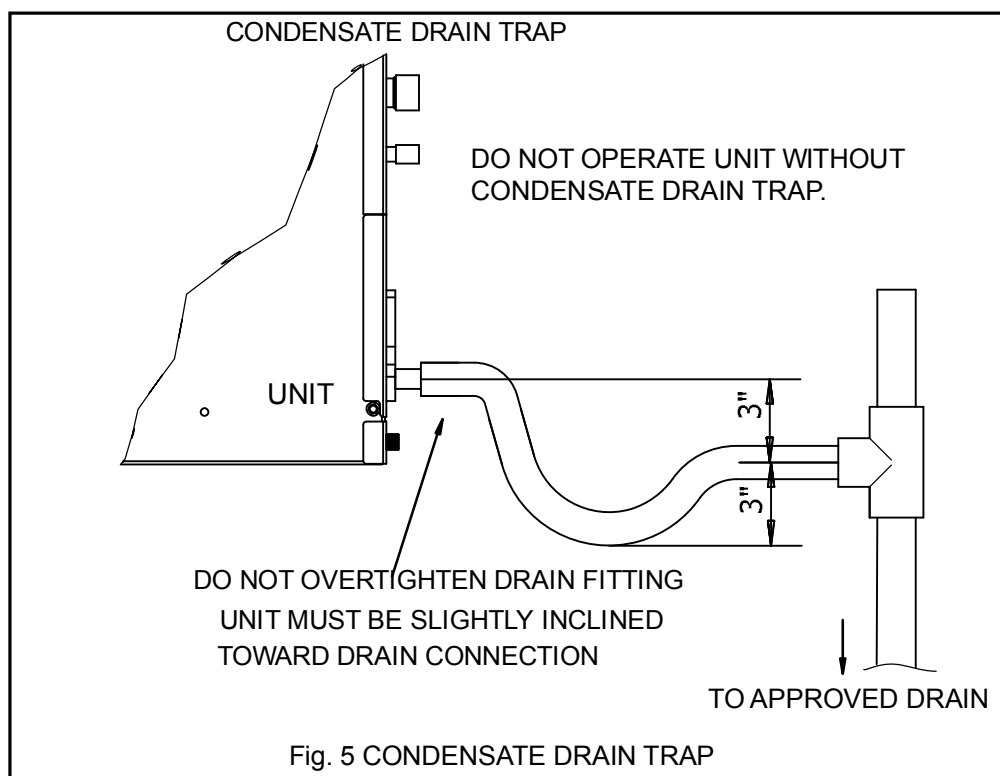 CONDENSATE DRAIN TRAP
DO NOT OPERATE UNIT WITHOUT
CONDENSATE DRAIN TRAP.
UNIT
3"
3"
DO NOT OVERTIGHTEN DRAIN FITTING
UNIT MUST BE SLIGHTLY INCLINED
TOWARD DRAIN CONNECTION
TO APPROVED DRAIN
Fig. 5 CONDENSATE DRAIN TRAP